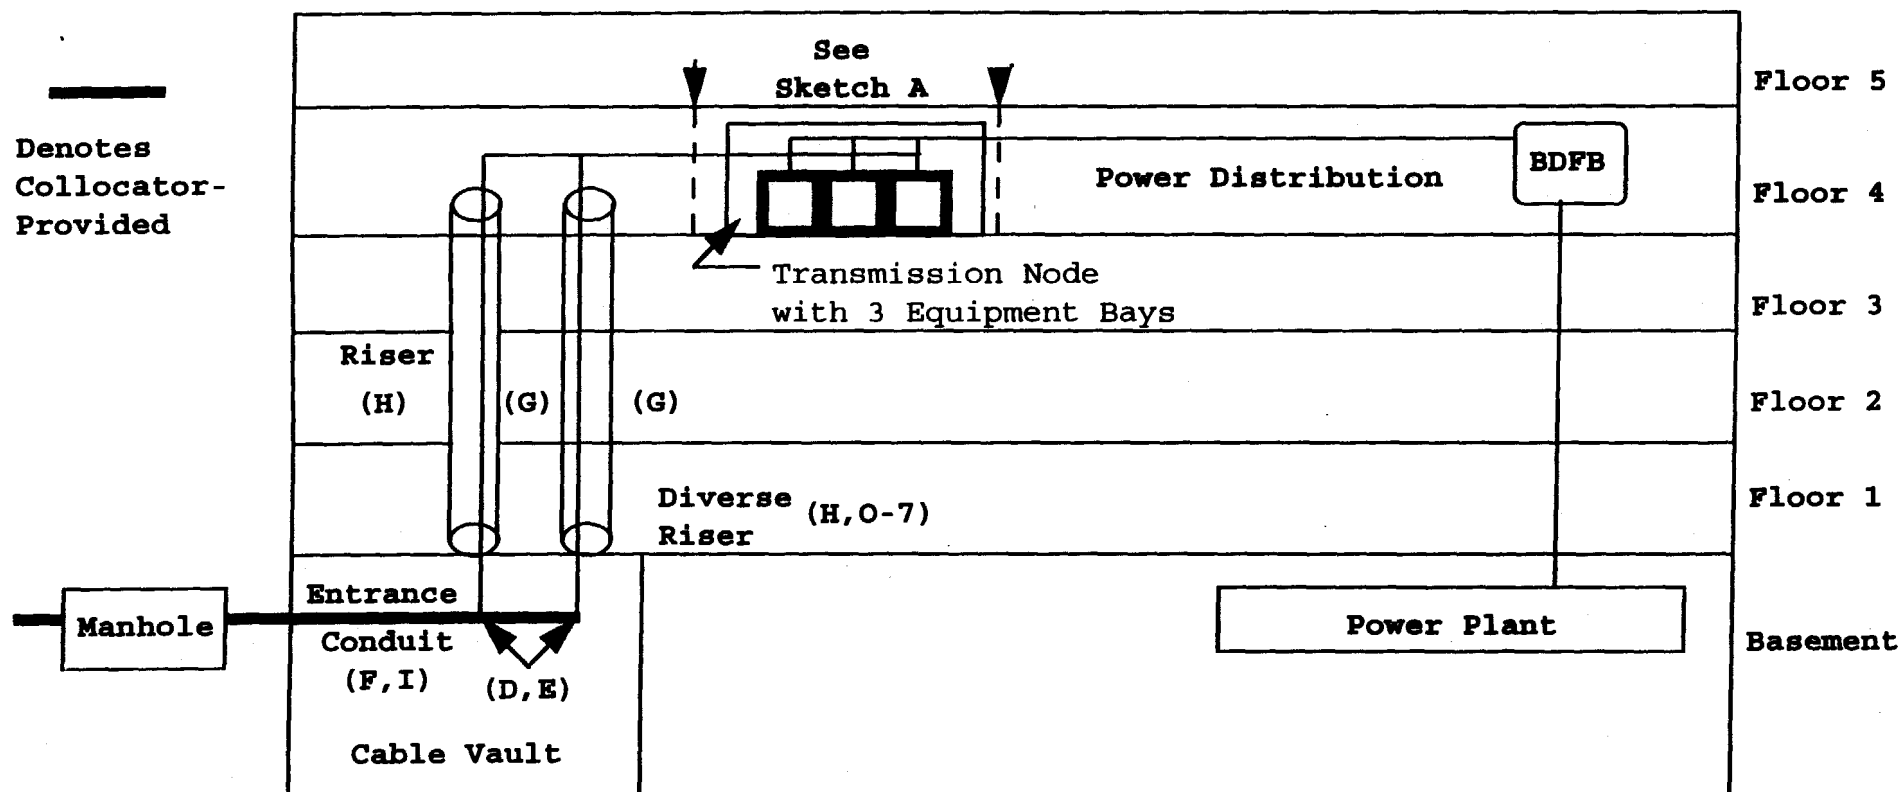 See
Sketch A
Floor 5
Denotes
Collocator-
Provided
BDFB
Power Distribution
Floor 4
Transmission Node
with 3 Equipment Bays
Floor 3
Riser
(H)
(G)
(G)
Floor 2
Diverse
Riser
(H,O-7)
Floor 1
Entrance
Manhole
Conduit
(F,I)
(D,E)
Power Plant
Basement
Cable Vault